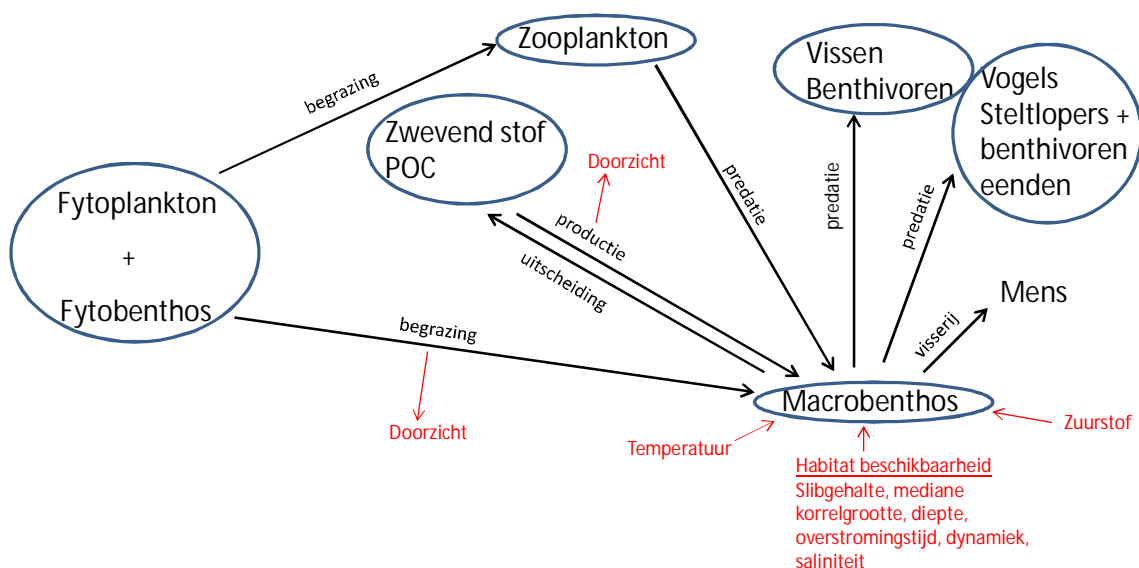 Zooplankton
Vissen
Benthivoren
Vogels
Steltlopers +
benthivoren
eenden
begrazing
Zwevend stof
POC
Doorzicht
predatie
predatie
predatie
Fytoplankton
+
Fytobenthos
productie
uitscheiding
Mens
begrazing
visserij
Macrobenthos
Doorzicht
Temperatuur
Zuurstof
Habitat beschikbaarheid
Slibgehalte, mediane
korrelgrootte, diepte,
overstromingstijd, dynamiek,
saliniteit